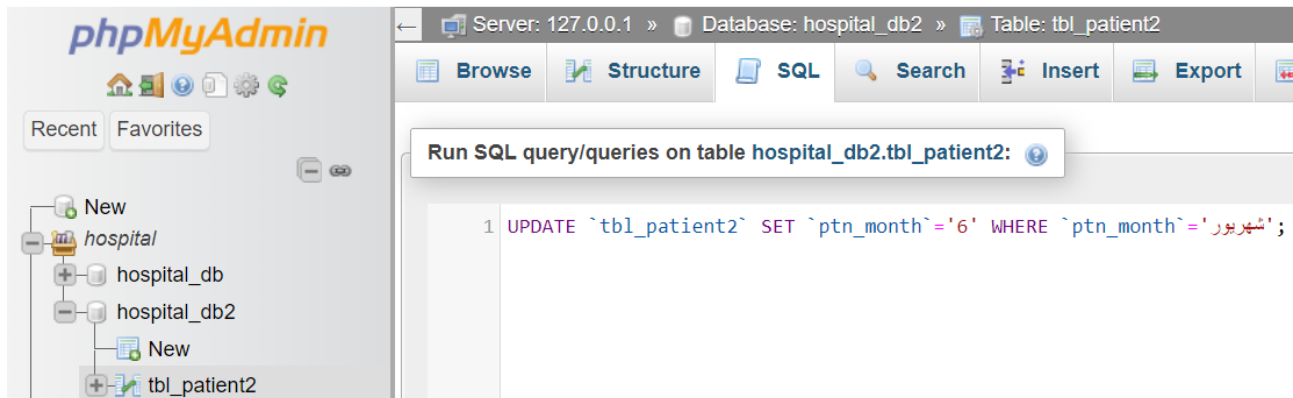 phpMyAdmin
Recent Favorites
New
hospital
hospital_db
hospital_db2
New
tbl_patient2
← Server: 127.0.0.1 » Database: hospital_db2 » Table: tbl_patient2
Browse Structure SQL Search Insert Export
Run SQL query/queries on table hospital_db2.tbl_patient2:
1 UPDATE `tbl_patient2` SET `ptn_month`='6' WHERE `ptn_month`='شهریور';